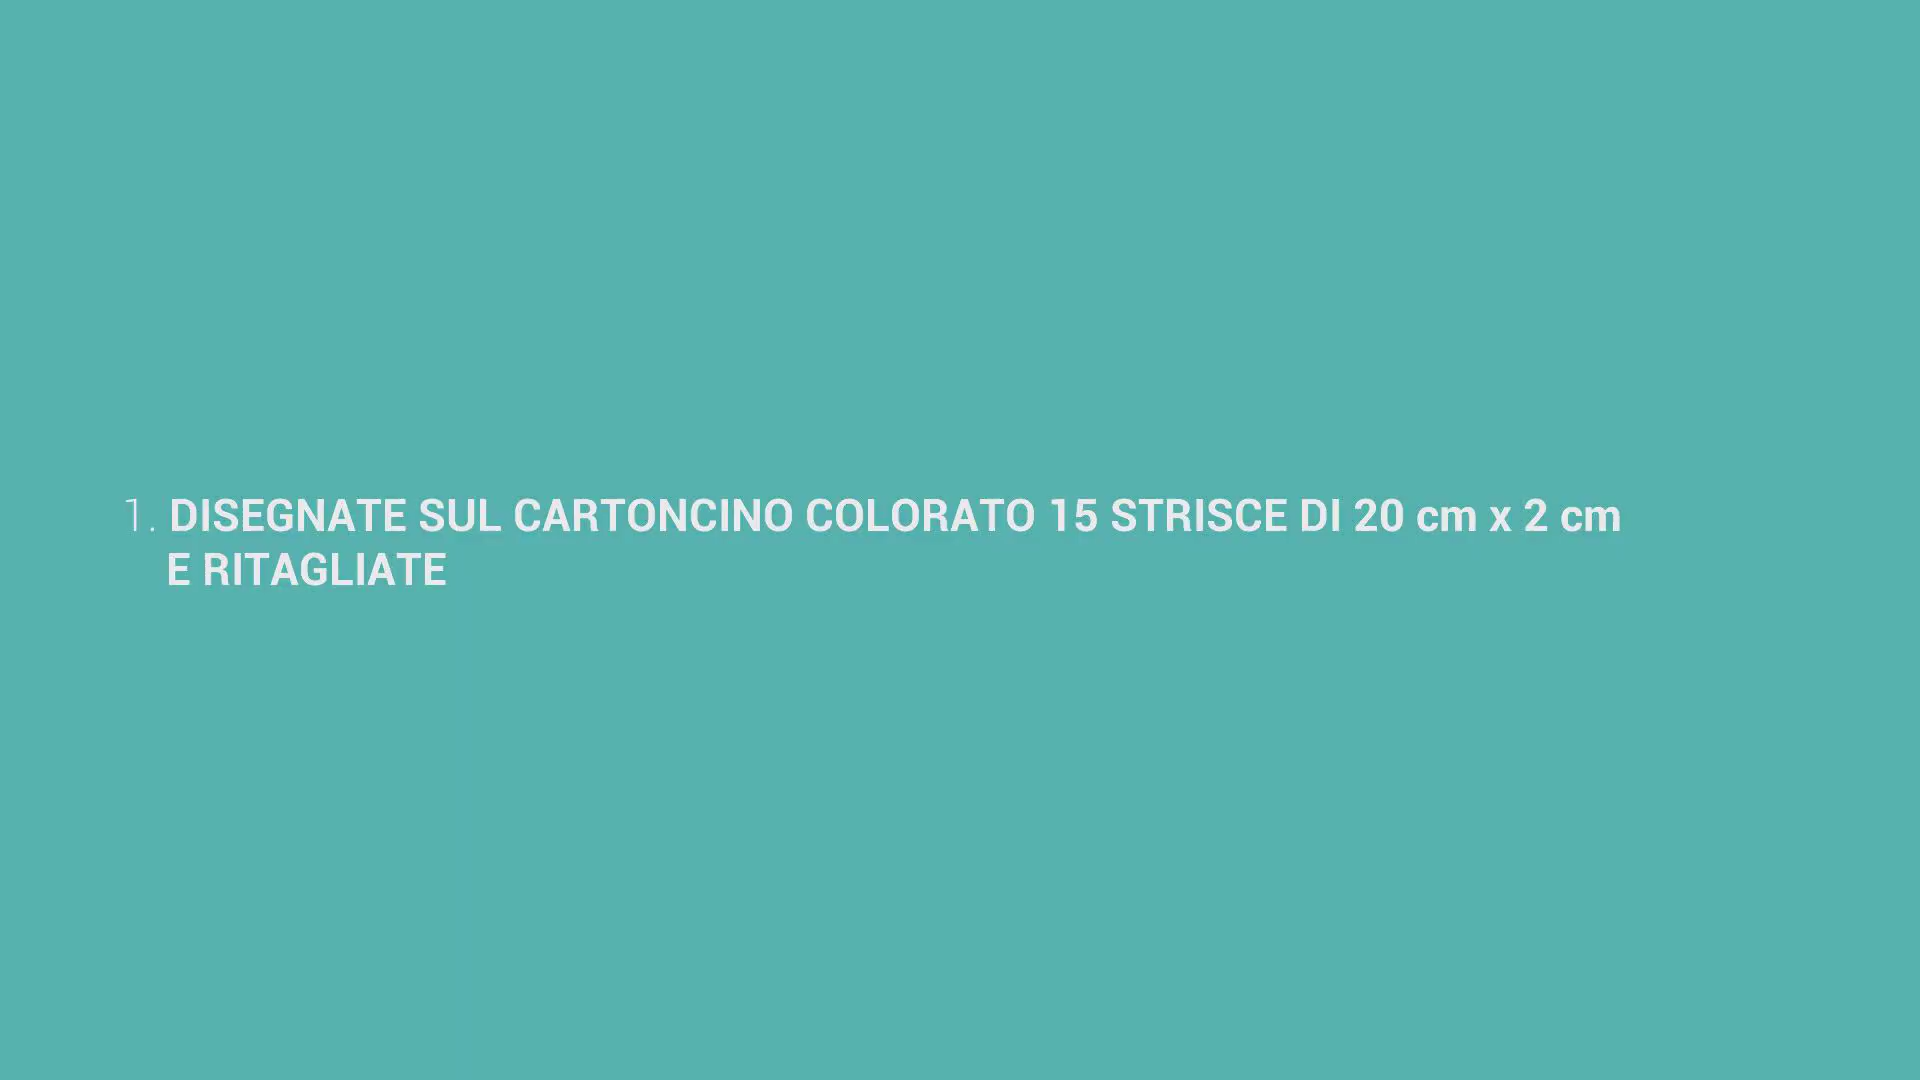 1. DISEGNATE SUL CARTONCINO COLORATO 15 STRISCE DI 20 cm x 2 cm
E RITAGLIATE